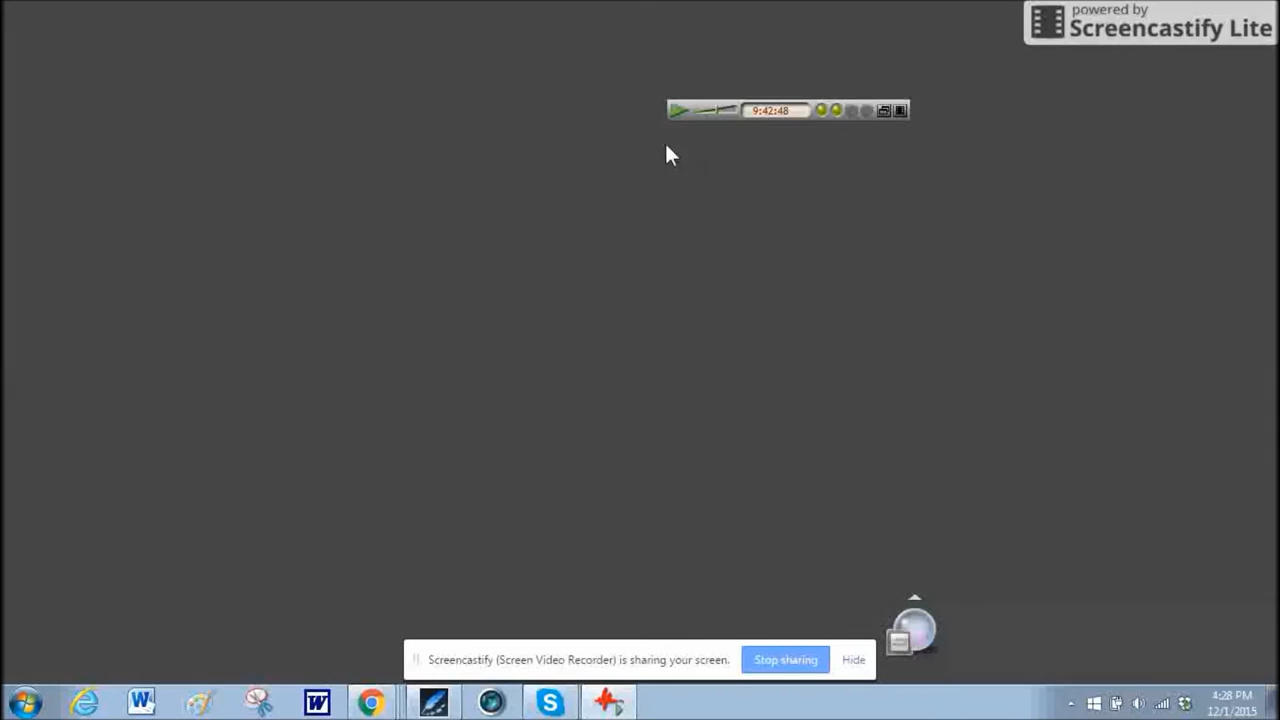 powered by
Screencastify Lite
9:42:48
Screencastify (Screen Video Recorder) is sharing your screen.
Stop sharing
Hide
4:28 PM
12/1/2015